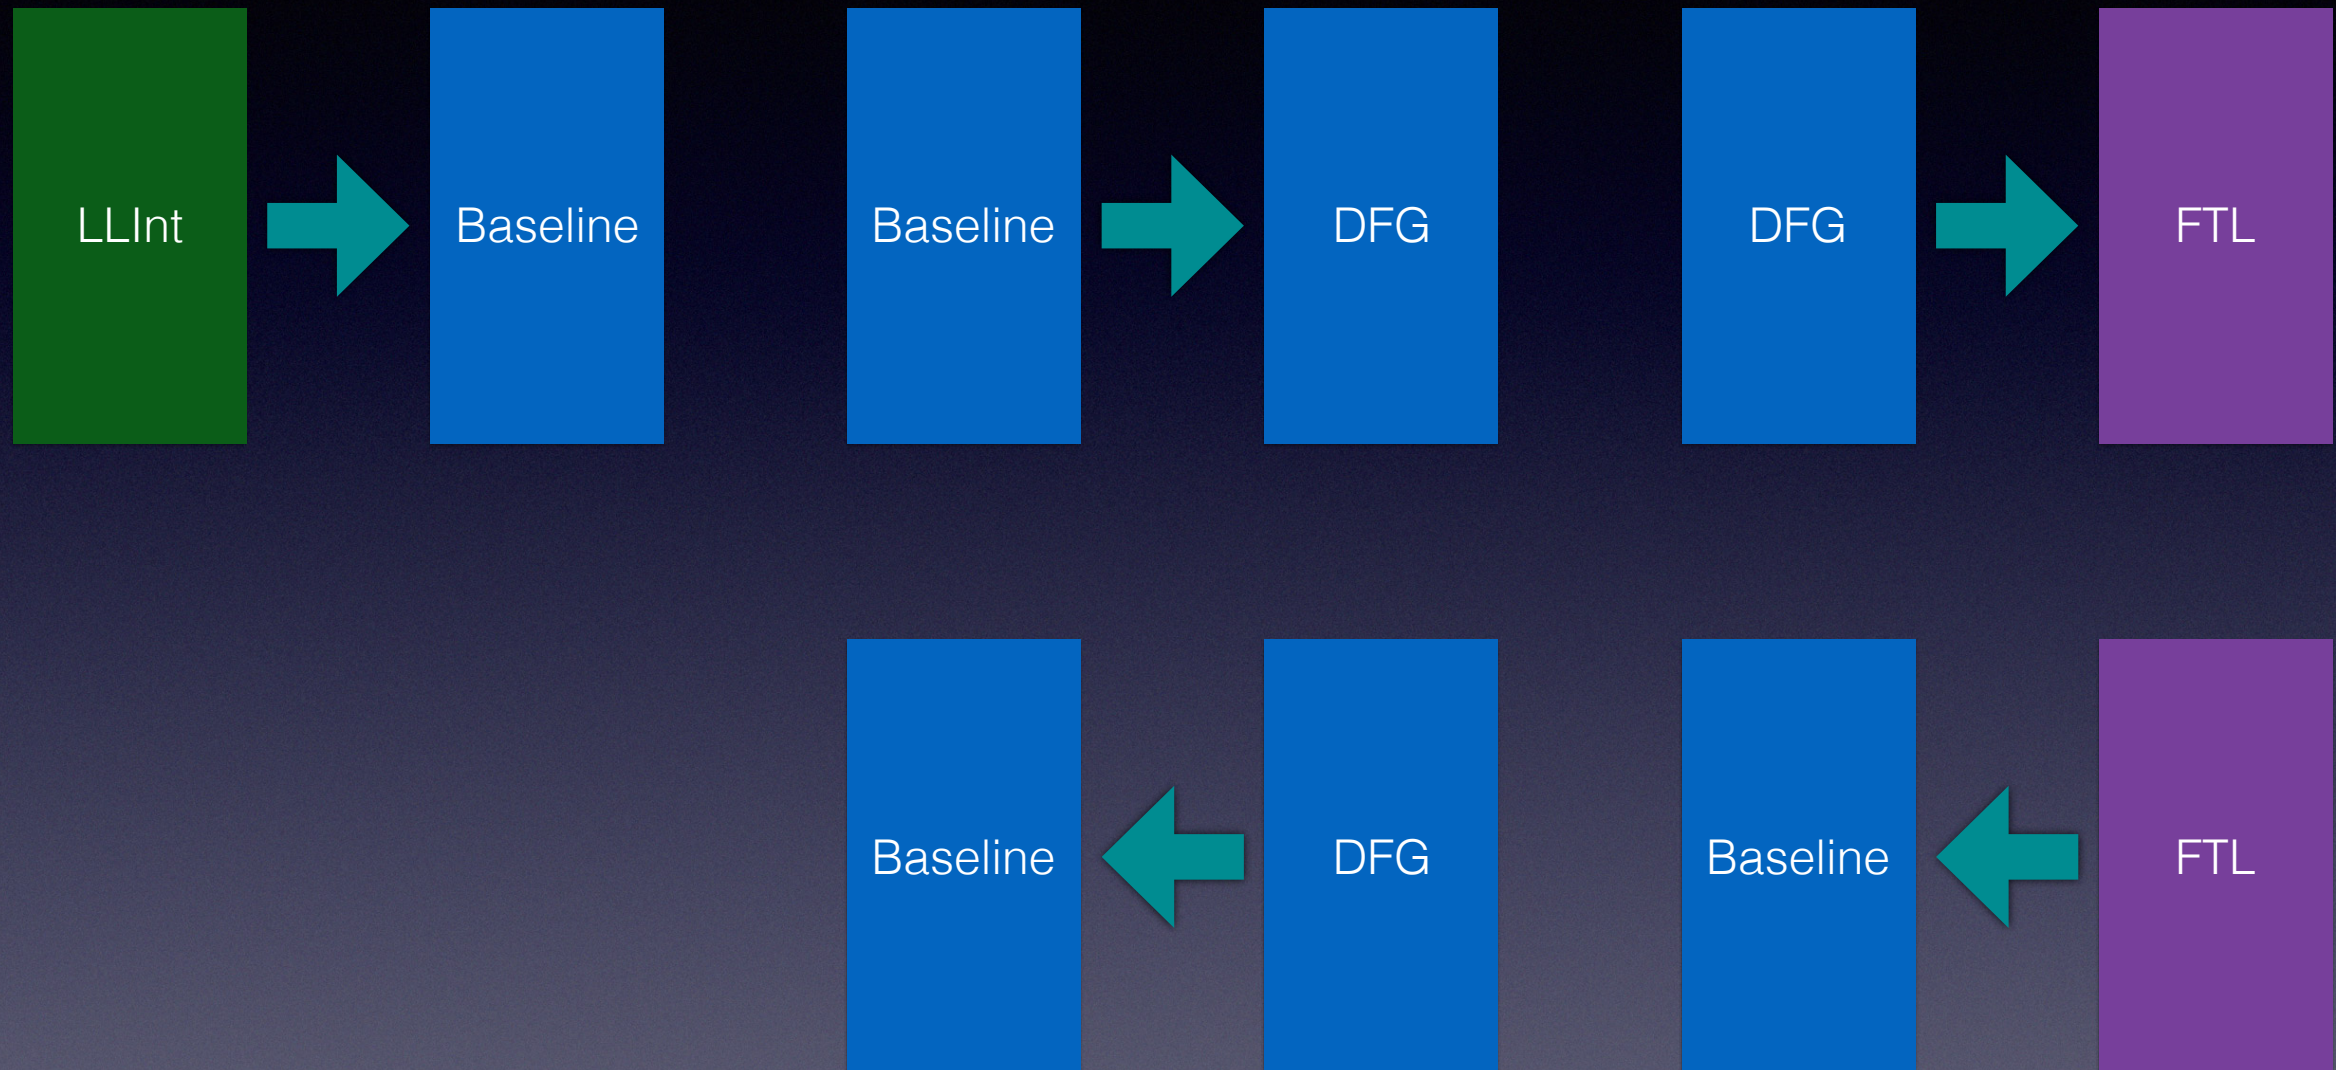 LLInt
Baseline
Baseline
DFG
DFG
FTL
Baseline
DFG
Baseline
FTL